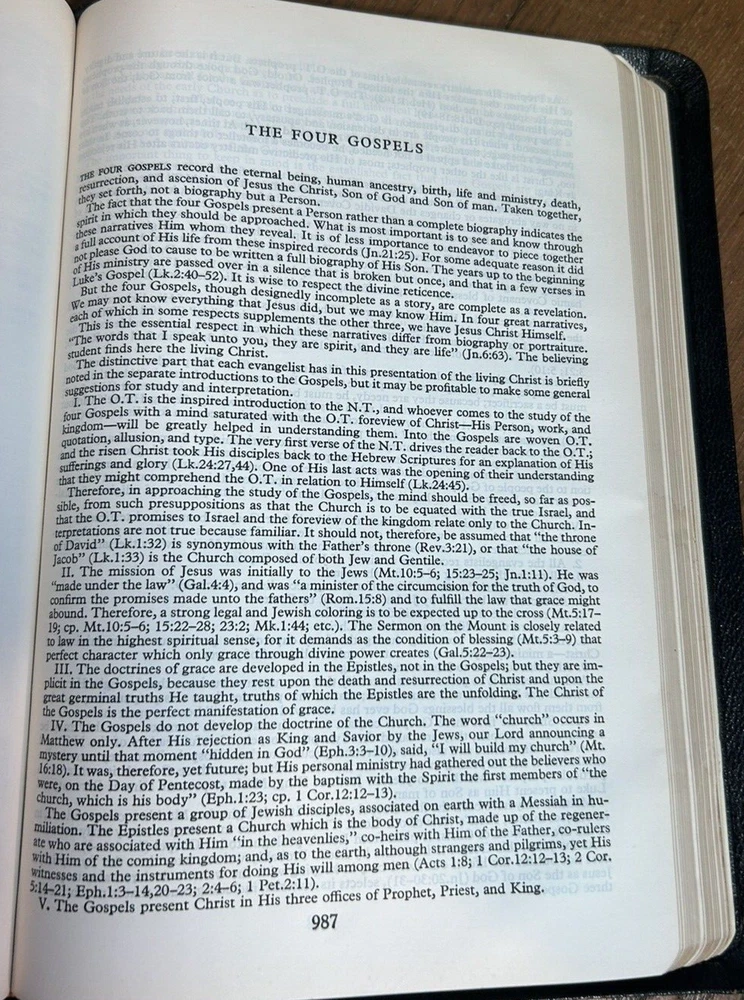 THE FOUR GOSPELS
THE FOUR GOSPELS record the eternal being, human ancestry, birth, life and ministry, death,
resurrection, and ascension of Jesus the Christ, Son of God and Son of man. Taken together,
they set forth, not a biography but a Person.
The fact that the four Gospels present a Person rather than a complete biography indicates the
spirit in which they should be approached. What is most important is to see and know through
these narratives Him whom they reveal. It is of less importance to endeavor to piece together
a full account of His life from these inspired records (Jn.21:25). For some adequate reason it did
not please God to cause to be written a full biography of His Son. The years up to the beginning
of His ministry are passed over in a silence that is broken but once, and that in a few verses in
Luke's Gospel (Lk.2:40–52). It is wise to respect the divine reticence.
But the four Gospels, though designedly incomplete as a story, are complete as a revelation.
We may not know everything that Jesus did, but we may know Him. In four great narratives,
each of which in some respects supplements the other three, we have Jesus Christ Himself.
This is the essential respect in which these narratives differ from biography or portraiture.
"The words that I speak unto you, they are spirit, and they are life" (Jn.6:63). The believing
student finds here the living Christ.
The distinctive part that each evangelist has in this presentation of the living Christ is briefly
noted in the separate introductions to the Gospels, but it may be profitable to make some general
suggestions for study and interpretation.
I. The O.T. is the inspired introduction to the N.T., and whoever comes to the study of the
four Gospels with a mind saturated with the O.T. foreview of Christ—His Person, work, and
kingdom—will be greatly helped in understanding them. Into the Gospels are woven O.T.
quotation, allusion, and type. The very first verse of the N.T. drives the reader back to the O.T.;
and the risen Christ took His disciples back to the Hebrew Scriptures for an explanation of His
sufferings and glory (Lk.24:27,44). One of His last acts was the opening of their understanding
that they might comprehend the O.T. in relation to Himself (Lk.24:45).
Therefore, in approaching the study of the Gospels, the mind should be freed, so far as pos-
sible, from such presuppositions as that the Church is to be equated with the true Israel, and
that the O.T. promises to Israel and the foreview of the kingdom relate only to the Church. In-
terpretations are not true because familiar. It should not, therefore, be assumed that "the throne
of David" (Lk.1:32) is synonymous with the Father's throne (Rev.3:21), or that "the house of
Jacob" (Lk.1:33) is the Church composed of both Jew and Gentile.
II. The mission of Jesus was initially to the Jews (Mt.10:5–6; 15:23–25; Jn.1:11). He was
"made under the law" (Gal.4:4), and was "a minister of the circumcision for the truth of God, to
confirm the promises made unto the fathers" (Rom.15:8) and to fulfill the law that grace might
abound. Therefore, a strong legal and Jewish coloring is to be expected up to the cross (Mt.5:17–
19; cp. Mt.10:5–6; 15:22–28; 23:2; Mk.1:44; etc.). The Sermon on the Mount is closely related
to law in the highest spiritual sense, for it demands as the condition of blessing (Mt.5:3–9) that
perfect character which only grace through divine power creates (Gal.5:22–23).
III. The doctrines of grace are developed in the Epistles, not in the Gospels; but they are im-
plicit in the Gospels, because they rest upon the death and resurrection of Christ and upon the
great germinal truths He taught, truths of which the Epistles are the unfolding. The Christ of
the Gospels is the perfect manifestation of grace.
IV. The Gospels do not develop the doctrine of the Church. The word "church" occurs in
Matthew only. After His rejection as King and Savior by the Jews, our Lord announcing a
mystery until that moment "hidden in God" (Eph.3:3–10), said, "I will build my church" (Mt.
16:18). It was, therefore, yet future; but His personal ministry had gathered out the believers who
were, on the Day of Pentecost, made by the baptism with the Spirit the first members of "the
church, which is his body" (Eph.1:23; cp. 1 Cor.12:12–13).
The Gospels present a group of Jewish disciples, associated on earth with a Messiah in hu-
miliation. The Epistles present a Church which is the body of Christ, made up of the regener-
ate who are associated with Him "in the heavenlies," co-heirs with Him of the Father, co-rulers
with Him of the coming kingdom; and, as to the earth, although strangers and pilgrims, yet His
witnesses and the instruments for doing His will among men (Acts 1:8; 1 Cor.12:12–13; 2 Cor.
5:14–21; Eph.1:3–14,20–23; 2:4–6; 1 Pet.2:11).
V. The Gospels present Christ in His three offices of Prophet, Priest, and King.
987